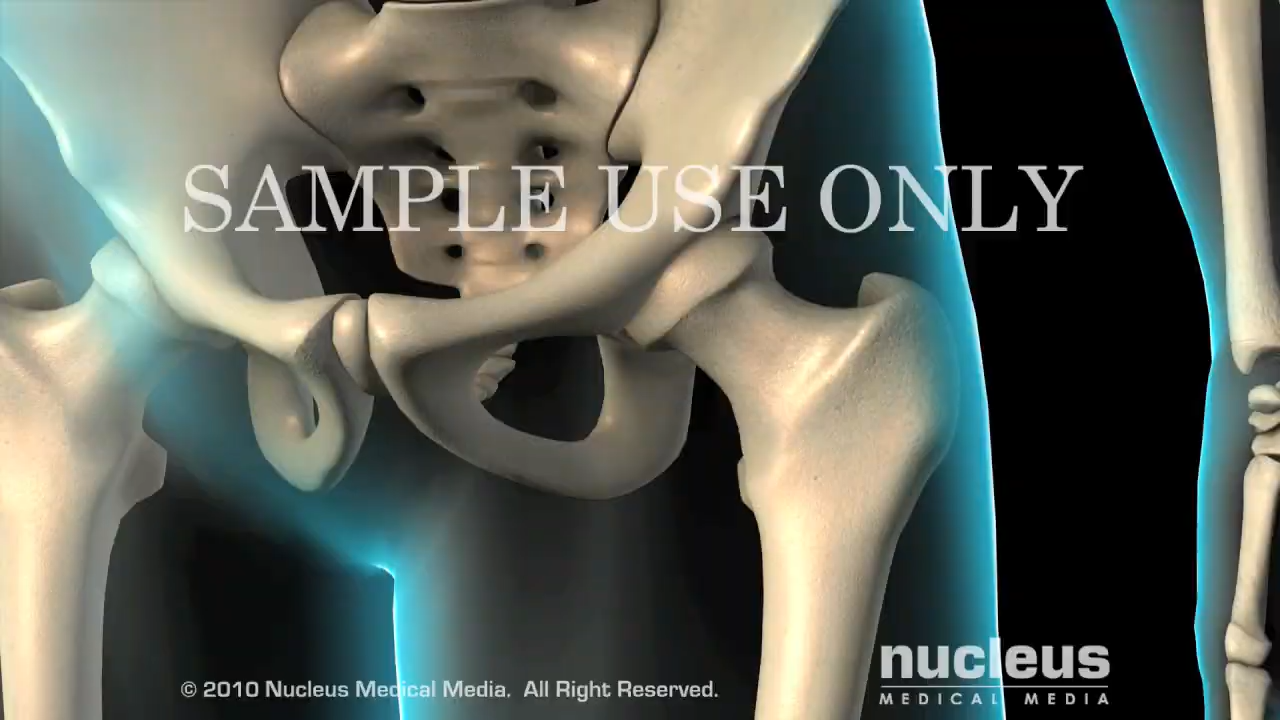 SAMPLE USE ONLY
© 2010 Nucleus Medical Media. All Right Reserved.
nucleus
MEDICAL MEDIA